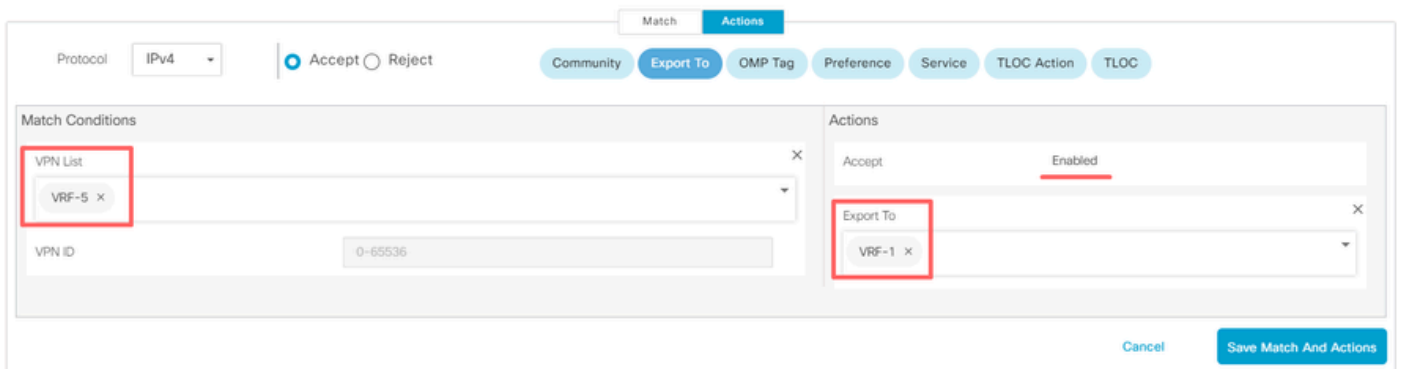 Match Actions
Protocol IPv4 Accept Reject Community Export To OMP Tag Preference Service TLOC Action TLOC
Match Conditions
VPN List ×
VRF-5 ×
VPN ID 0-65536
Actions
Accept Enabled
Export To ×
VRF-1 ×
Cancel Save Match And Actions